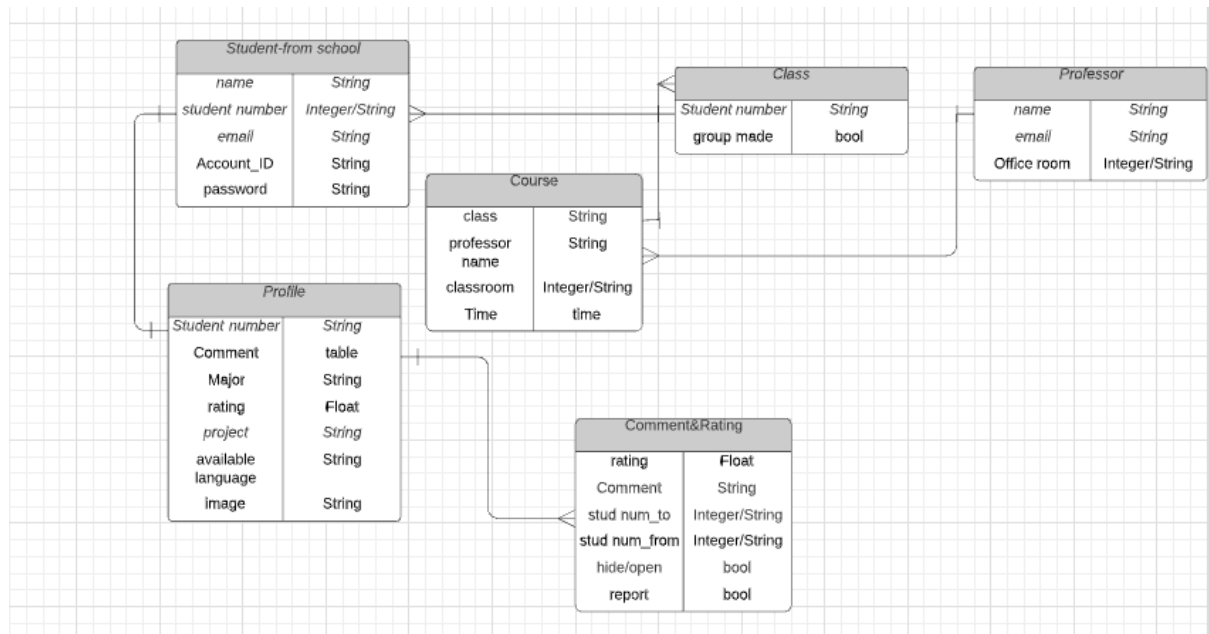 Student-from school
name String
student number Integer/String
email String
Account_ID String
password String
Class
Student number String
group made bool
Professor
name String
email String
Office room Integer/String
Course
class String
professor String
name
classroom Integer/String
Time time
Profile
Student number String
Comment table
Major String
rating Float
project String
available String
language
image String
Comment&Rating
rating Float
Comment String
stud num_to Integer/String
stud num_from Integer/String
hide/open bool
report bool